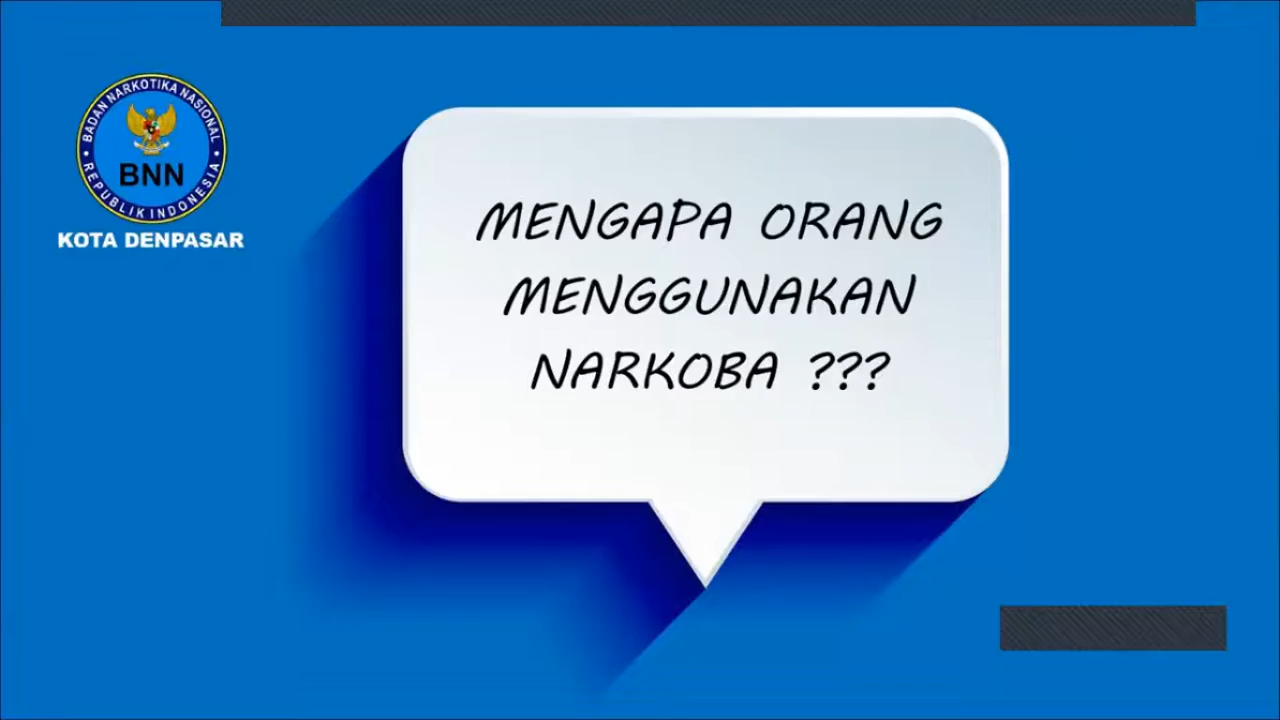 BADAN NARKOTIKA NASIONAL
BNN
REPUBLIK INDONESIA
KOTA DENPASAR
MENGAPA ORANG
MENGGUNAKAN
NARKOBA ???